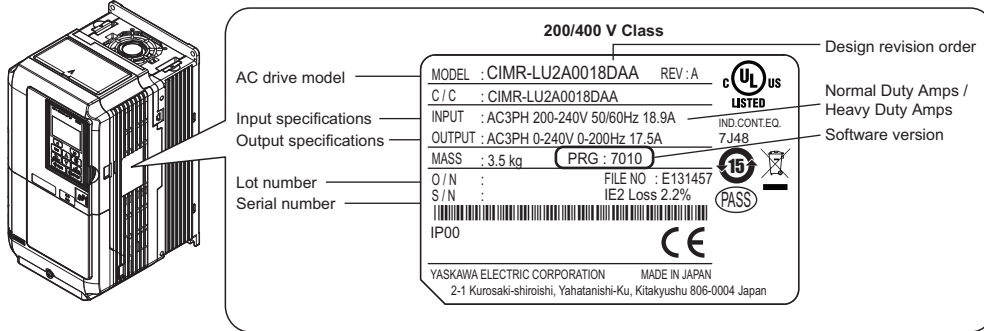 200/400 V Class
Design revision order
AC drive model
MODEL : CIMR-LU2A0018DAA REV : A
C / C : CIMR-LU2A0018DAA
C UL US
LISTED
Normal Duty Amps /
Heavy Duty Amps
Input specifications
INPUT : AC3PH 200-240V 50/60Hz 18.9A
IND.CONT.EQ.
Output specifications
OUTPUT : AC3PH 0-240V 0-200Hz 17.5A
7J48
Software version
MASS : 3.5 kg PRG : 7010
15
Lot number
O / N : FILE NO : E131457
Serial number
S / N : IE2 Loss 2.2%
PASS
IP00
CE
YASKAWA ELECTRIC CORPORATION MADE IN JAPAN
2-1 Kurosaki-shiroishi, Yahatanishi-Ku, Kitakyushu 806-0004 Japan